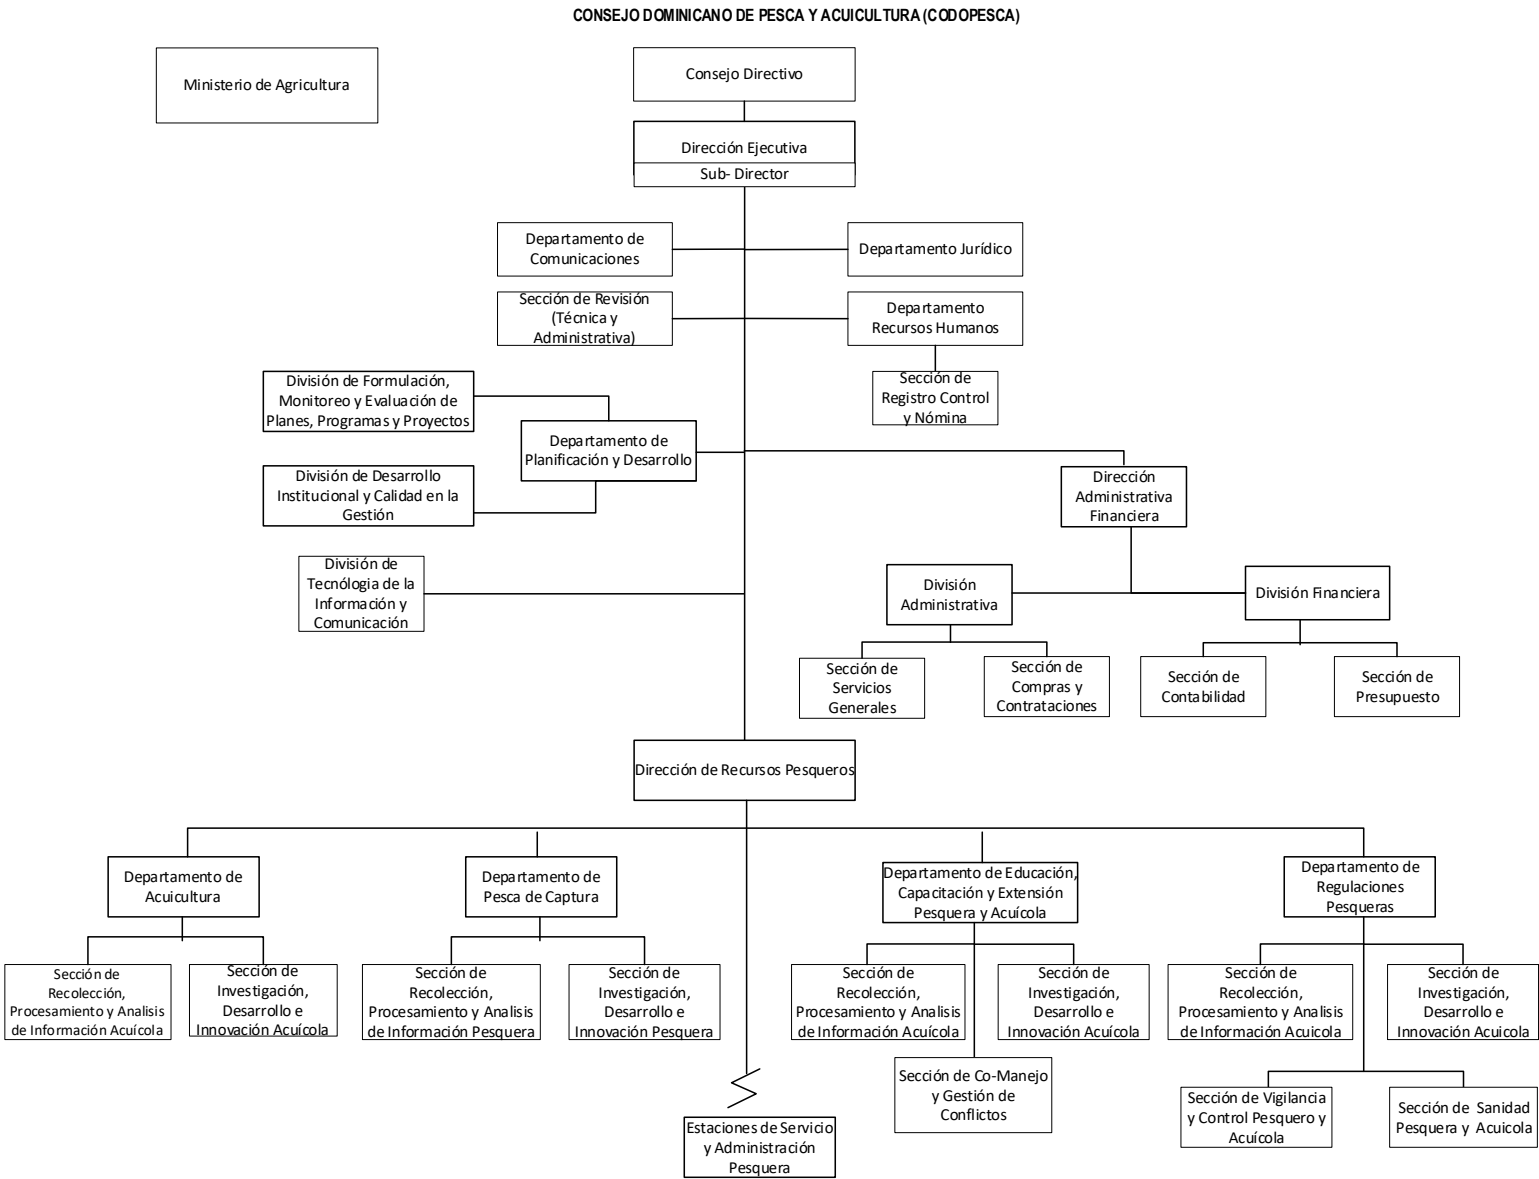 CONSEJO DOMINICANO DE PESCA Y ACUICULTURA (CODOPESCA)
Ministerio de Agricultura
Consejo Directivo
Dirección Ejecutiva
Sub- Director
Departamento de
Comunicaciones
Departamento Jurídico
Sección de Revisión
(Técnica y
Administrativa)
Departamento
Recursos Humanos
Sección de
Registro Control
y Nómina
División de Formulación,
Monitoreo y Evaluación de
Planes, Programas y Proyectos
Departamento de
Planificación y Desarrollo
División de Desarrollo
Institucional y Calidad en la
Gestión
Dirección
Administrativa
Financiera
División de
Tecnólogia de la
Información y
Comunicación
División
Administrativa
División Financiera
Sección de
Servicios
Generales
Sección de
Compras y
Contrataciones
Sección de
Contabilidad
Sección de
Presupuesto
Dirección de Recursos Pesqueros
Departamento de
Acuicultura
Departamento de
Pesca de Captura
Departamento de Educación,
Capacitación y Extensión
Pesquera y Acuícola
Departamento de
Regulaciones
Pesqueras
Sección de
Recolección,
Procesamiento y Analisis
de Información Acuícola
Sección de
Investigación,
Desarrollo e
Innovación Acuícola
Sección de
Recolección,
Procesamiento y Analisis
de Información Pesquera
Sección de
Investigación,
Desarrollo e
Innovación Pesquera
Sección de
Recolección,
Procesamiento y Analisis
de Información Acuícola
Sección de
Investigación,
Desarrollo e
Innovación Acuícola
Sección de
Recolección,
Procesamiento y Analisis
de Información Acuicola
Sección de
Investigación,
Desarrollo e
Innovación Acuicola
Sección de Co-Manejo
y Gestión de
Conflictos
Sección de Vigilancia
y Control Pesquero y
Acuícola
Sección de Sanidad
Pesquera y Acuicola
Estaciones de Servicio
y Administración
Pesquera